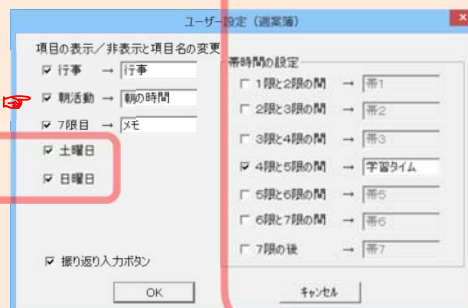 ユーザー設定（週案簿）
項目の表示／非表示と項目名の変更
行事 → 行事
朝活動 → 朝の時間
7限目 → メモ
土曜日
日曜日
振り返り入力ボタン
帯時間の設定
1限と2限の間 → 帯1
2限と3限の間 → 帯2
3限と4限の間 → 帯3
4限と5限の間 → 学習タイム
5限と6限の間 → 帯5
6限と7限の間 → 帯6
7限の後 → 帯7
OK
キャンセル